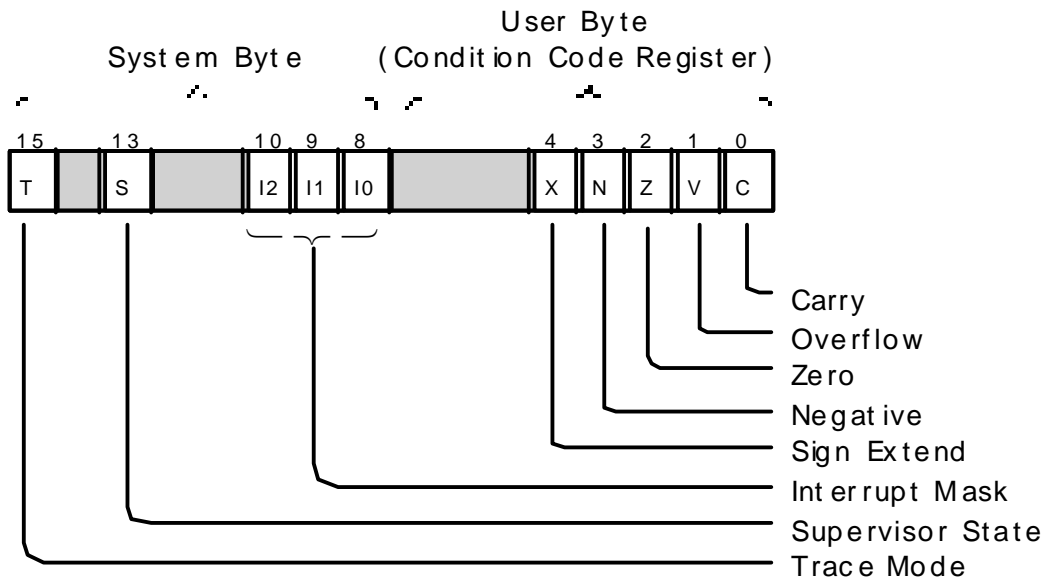 User Byte
System Byte (Condition Code Register)
15 13 10 9 8 4 3 2 1 0
T S I2 I1 I0 X N Z V C
Carry
Overflow
Zero
Negative
Sign Extend
Interrupt Mask
Supervisor State
Trace Mode